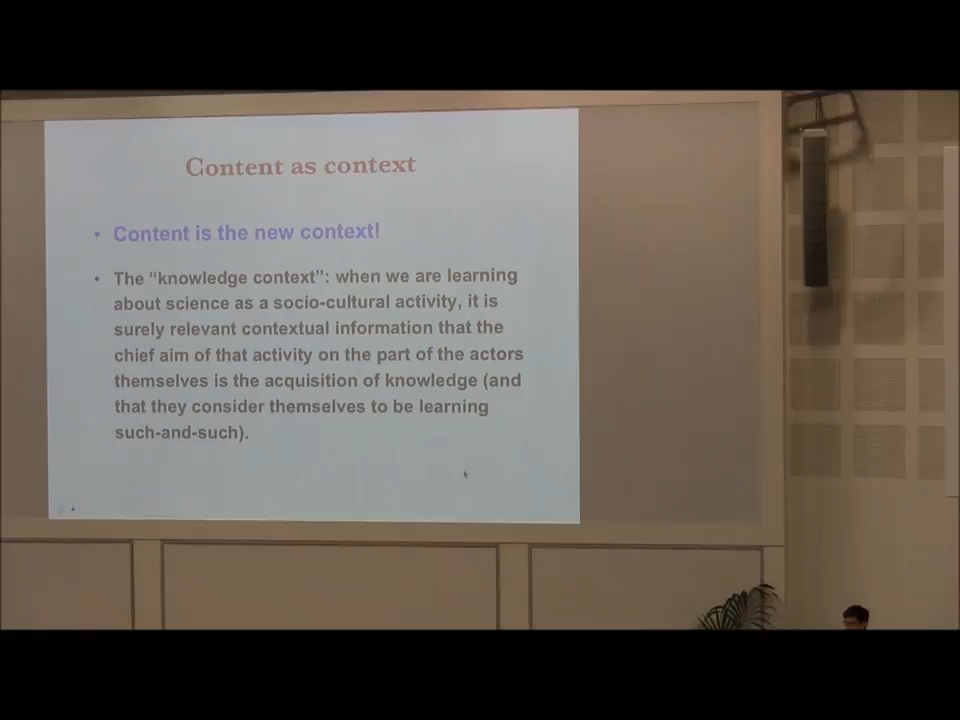 Content as context
• Content is the new context!
• The “knowledge context”: when we are learning
about science as a socio-cultural activity, it is
surely relevant contextual information that the
chief aim of that activity on the part of the actors
themselves is the acquisition of knowledge (and
that they consider themselves to be learning
such-and-such).